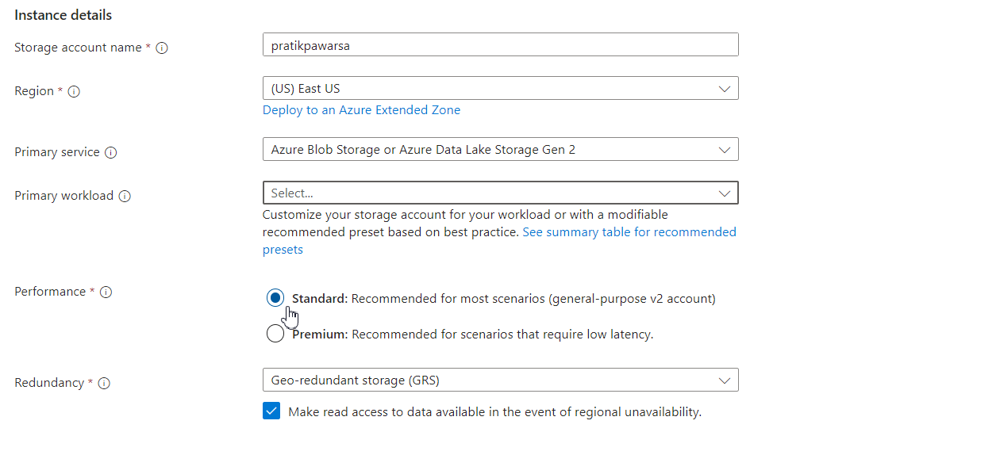 Instance details
Storage account name *
pratikpawarsa
Region *
(US) East US
Deploy to an Azure Extended Zone
Primary service
Azure Blob Storage or Azure Data Lake Storage Gen 2
Primary workload
Select...
Customize your storage account for your workload or with a modifiable
recommended preset based on best practice. See summary table for recommended
presets
Performance *
Standard: Recommended for most scenarios (general-purpose v2 account)
Premium: Recommended for scenarios that require low latency.
Redundancy *
Geo-redundant storage (GRS)
Make read access to data available in the event of regional unavailability.